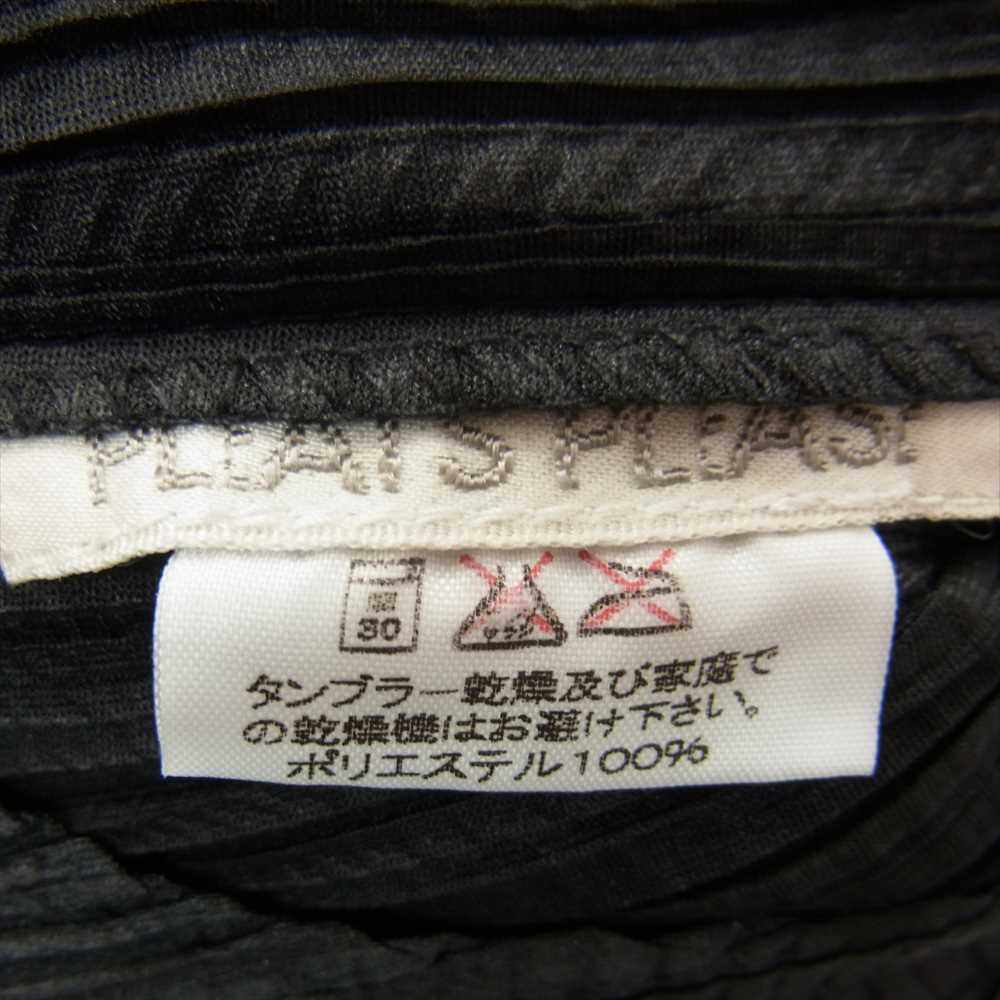 PLEATS PLEASE
30
タンブラー乾燥及び家庭で
の乾燥機はお避け下さい。
ポリエステル100%